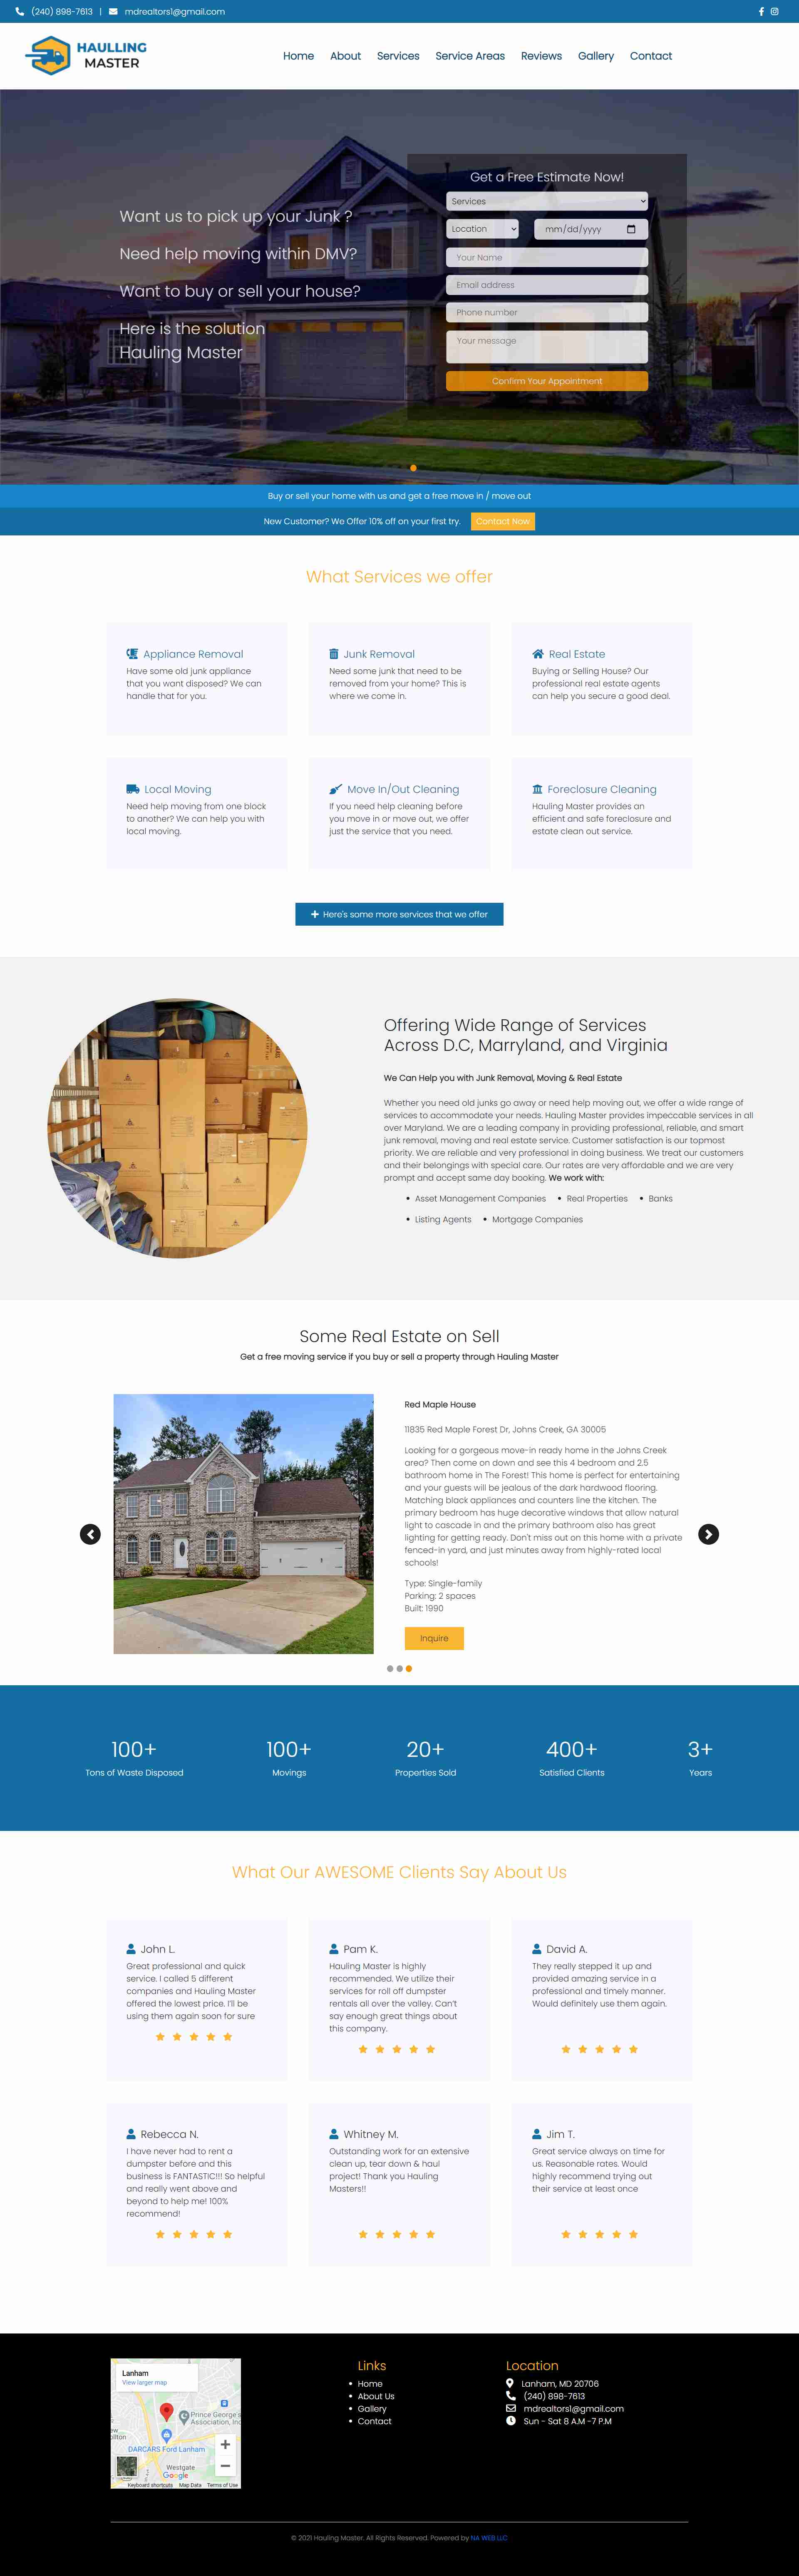 (240) 898-7613 | mdrealtors1@gmail.com
HAULLING
MASTER
Home About Services Service Areas Reviews Gallery Contact
Want us to pick up your Junk ?
Need help moving within DMV?
Want to buy or sell your house?
Here is the solution
Hauling Master
Get a Free Estimate Now!
Services
Location mm/dd/yyyy
Your Name
Email address
Phone number
Your message
Confirm Your Appointment
Buy or sell your home with us and get a free move in / move out
New Customer? We Offer 10% off on your first try. Contact Now
What Services we offer
Appliance Removal
Have some old junk appliance
that you want disposed? We can
handle that for you.
Junk Removal
Need some junk that need to be
removed from your home? This is
where we come in.
Real Estate
Buying or Selling House? Our
professional real estate agents
can help you secure a good deal.
Local Moving
Need help moving from one block
to another? We can help you with
local moving.
Move In/Out Cleaning
If you need help cleaning before
you move in or move out, we offer
just the service that you need.
Foreclosure Cleaning
Hauling Master provides an
efficient and safe foreclosure and
estate clean out service.
Here's some more services that we offer
Offering Wide Range of Services
Across D.C, Marryland, and Virginia
We Can Help you with Junk Removal, Moving & Real Estate
Whether you need old junks go away or need help moving out, we offer a wide range of
services to accommodate your needs. Hauling Master provides impeccable services in all
over Maryland. We are a leading company in providing professional, reliable, and smart
junk removal, moving and real estate service. Customer satisfaction is our topmost
priority. We are reliable and very professional in doing business. We treat our customers
and their belongings with special care. Our rates are very affordable and we are very
prompt and accept same day booking. We work with:
• Asset Management Companies • Real Properties • Banks
• Listing Agents • Mortgage Companies
Some Real Estate on Sell
Get a free moving service if you buy or sell a property through Hauling Master
Red Maple House
11835 Red Maple Forest Dr, Johns Creek, GA 30005
Looking for a gorgeous move-in ready home in the Johns Creek
area? Then come on down and see this 4 bedroom and 2.5
bathroom home in The Forest! This home is perfect for entertaining
and your guests will be jealous of the dark hardwood flooring.
Matching black appliances and counters line the kitchen. The
primary bedroom has huge decorative windows that allow natural
light to cascade in and the primary bathroom also has great
lighting for getting ready. Don't miss out on this home with a private
fenced-in yard, and just minutes away from highly-rated local
schools!
Type: Single-family
Parking: 2 spaces
Built: 1990
Inquire
100+ 100+ 20+ 400+ 3+
Tons of Waste Disposed Movings Properties Sold Satisfied Clients Years
What Our AWESOME Clients Say About Us
John L.
Great professional and quick
service. I called 5 different
companies and Hauling Master
offered the lowest price. I'll be
using them again soon for sure
Pam K.
Hauling Master is highly
recommended. We utilize their
services for roll off dumpster
rentals all over the valley. Can't
say enough great things about
this company.
David A.
They really stepped it up and
provided amazing service in a
professional and timely manner.
Would definitely use them again.
Rebecca N.
I have never had to rent a
dumpster before and this
business is FANTASTIC!!! So helpful
and really went above and
beyond to help me! 100%
recommend!
Whitney M.
Outstanding work for an extensive
clean up, tear down & haul
project! Thank you Hauling
Masters!!
Jim T.
Great service always on time for
us. Reasonable rates. Would
highly recommend trying out
their service at least once
Lanham
View larger map
Prince George's
Association, Inc
DARCARS Ford Lanham
Westgate
Google
Keyboard shortcuts Map Data Terms of Use
Links
• Home
• About Us
• Gallery
• Contact
Location
Lanham, MD 20706
(240) 898-7613
mdrealtors1@gmail.com
Sun - Sat 8 A.M -7 P.M
© 2021 Hauling Master. All Rights Reserved. Powered by NA WEB LLC